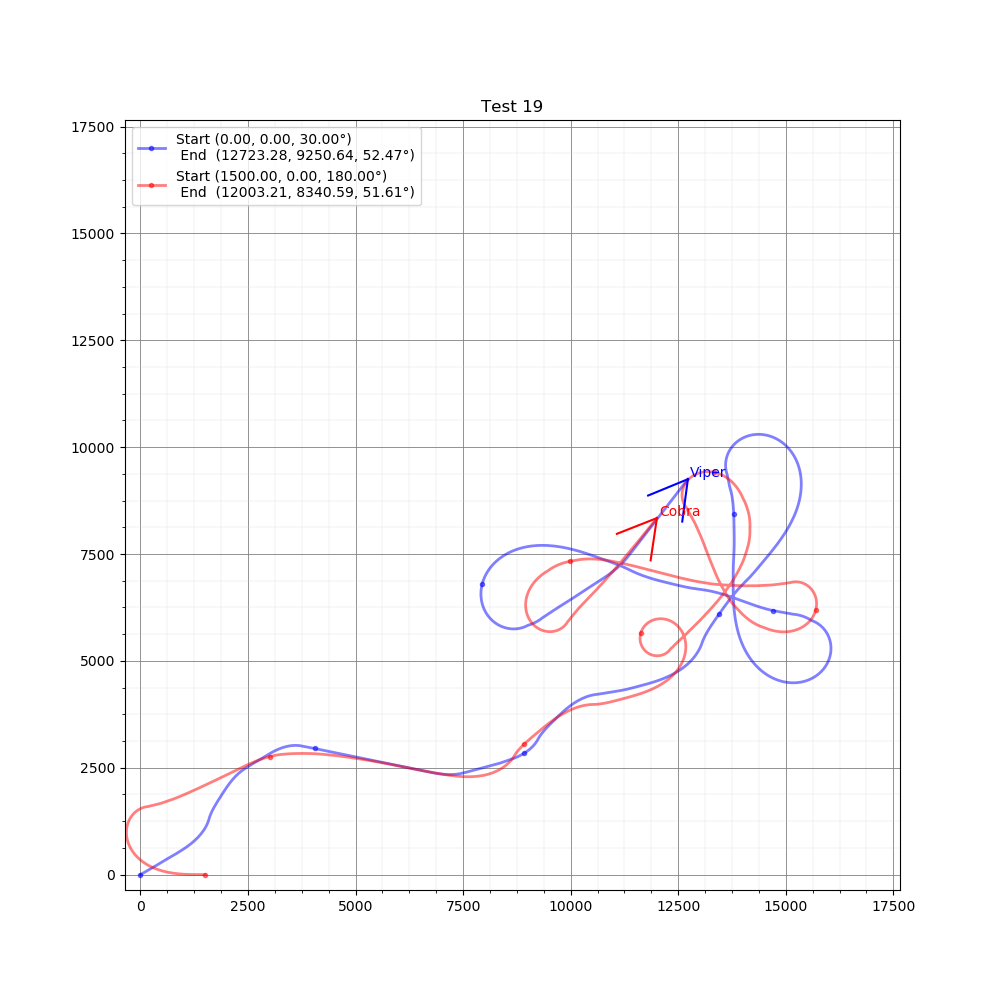 Test 19
Start (0.00, 0.00, 30.00°)
End (12723.28, 9250.64, 52.47°)
Start (1500.00, 0.00, 180.00°)
End (12003.21, 8340.59, 51.61°)
17500
15000
12500
10000
7500
5000
2500
0
Viper
Cobra
0 2500 5000 7500 10000 12500 15000 17500